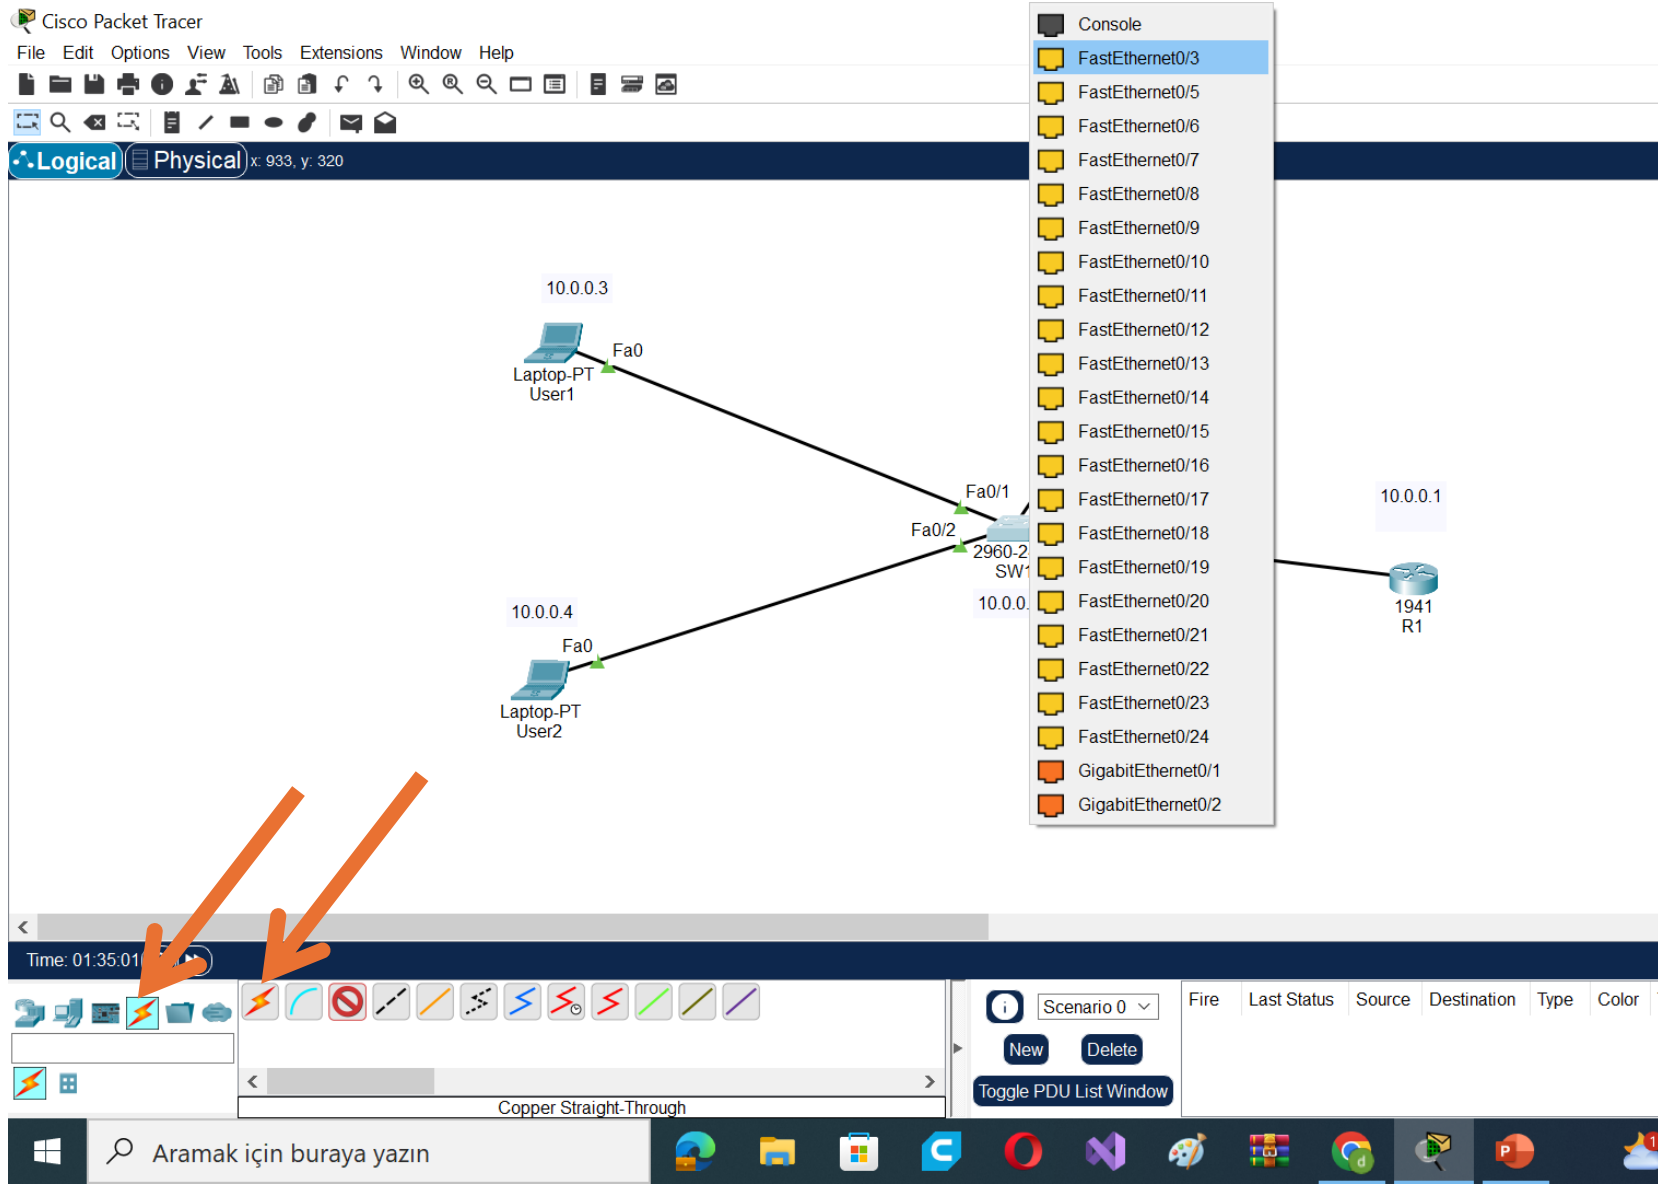 Cisco Packet Tracer
File Edit Options View Tools Extensions Window Help
Logical Physical x: 933, y: 320
Console
FastEthernet0/3
FastEthernet0/5
FastEthernet0/6
FastEthernet0/7
FastEthernet0/8
FastEthernet0/9
FastEthernet0/10
FastEthernet0/11
FastEthernet0/12
FastEthernet0/13
FastEthernet0/14
FastEthernet0/15
FastEthernet0/16
FastEthernet0/17
FastEthernet0/18
FastEthernet0/19
FastEthernet0/20
FastEthernet0/21
FastEthernet0/22
FastEthernet0/23
FastEthernet0/24
GigabitEthernet0/1
GigabitEthernet0/2
10.0.0.3
Fa0
Laptop-PT
User1
Fa0/1
Fa0/2
2960-2
SW1
10.0.0.
10.0.0.1
1941
R1
10.0.0.4
Fa0
Laptop-PT
User2
Time: 01:35:01
Copper Straight-Through
Scenario 0
New Delete
Toggle PDU List Window
Fire Last Status Source Destination Type Color
Aramak için buraya yazın